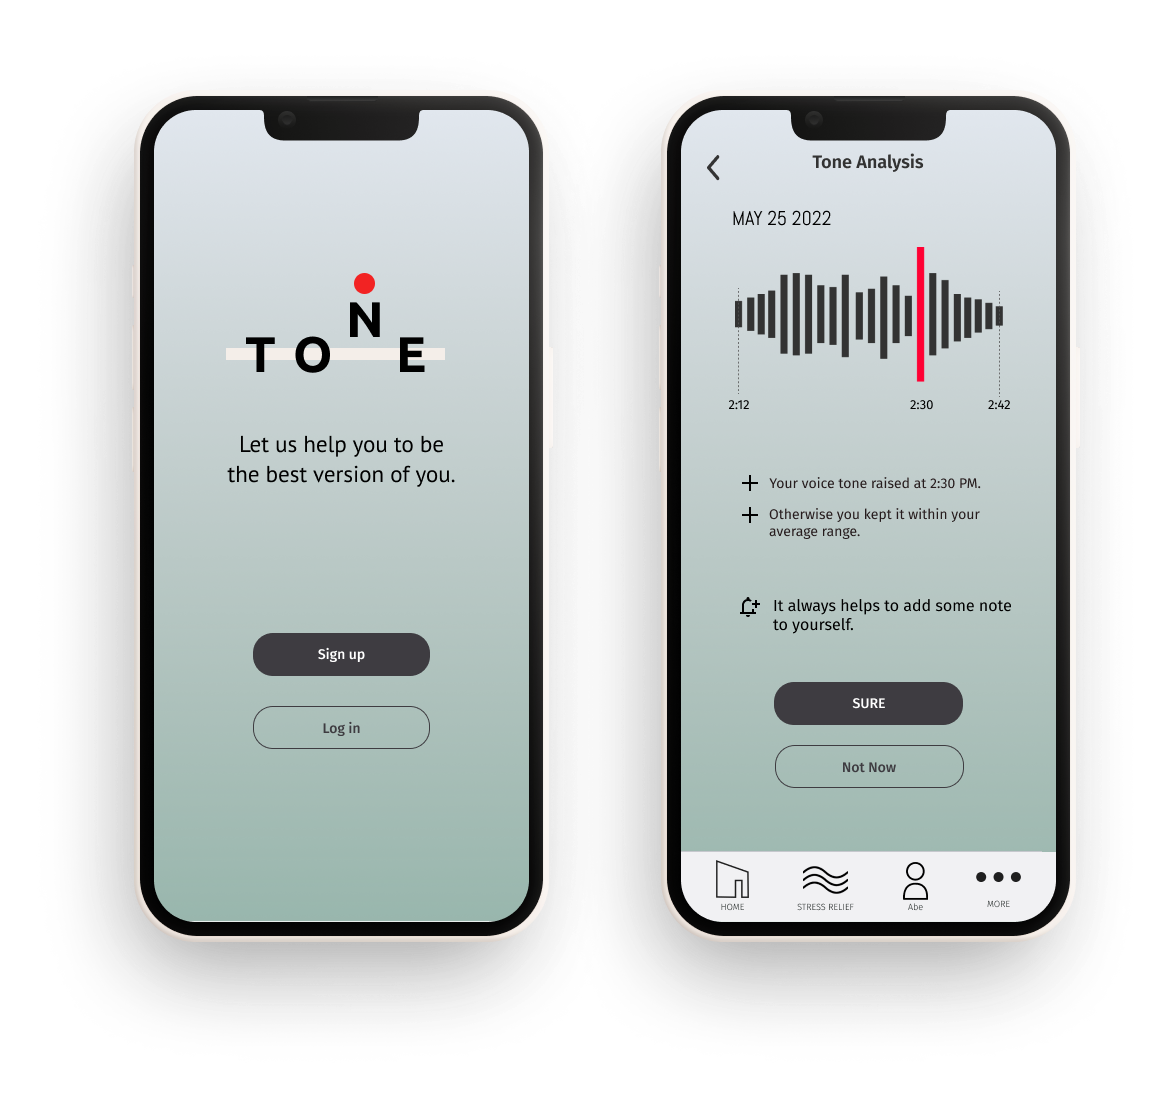 TONE
Let us help you to be
the best version of you.
Sign up
Log in
Tone Analysis
MAY 25 2022
2:12 2:30 2:42
Your voice tone raised at 2:30 PM.
Otherwise you kept it within your
average range.
It always helps to add some note
to yourself.
SURE
Not Now
HOME STRESS RELIEF Abe MORE